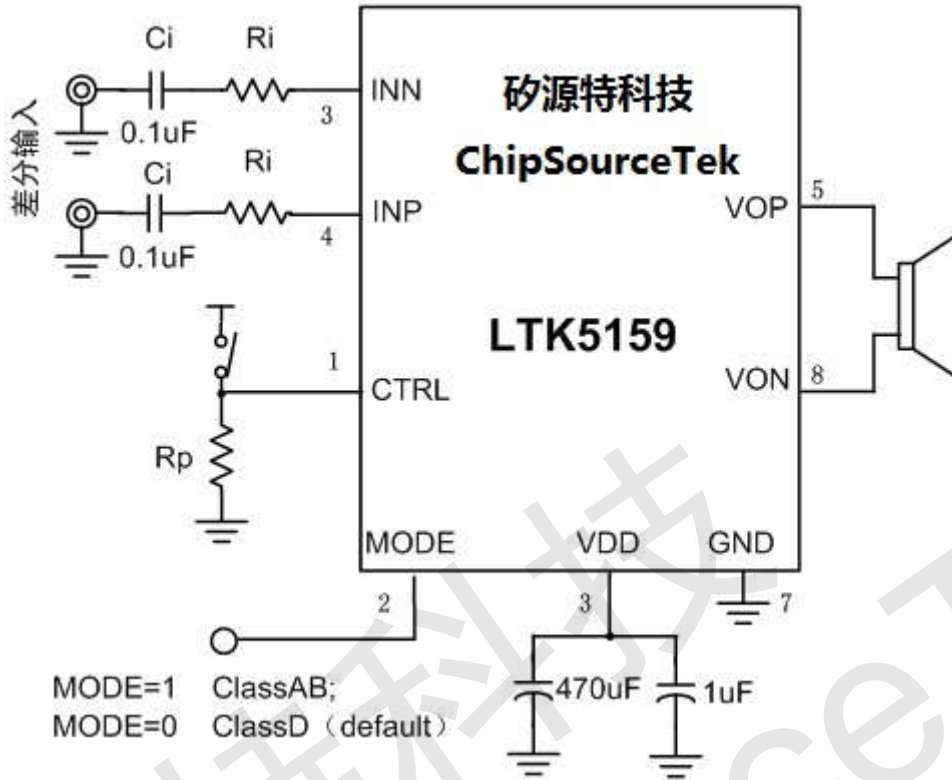 Ci Ri
差分输入
INN
3
0.1uF
Ci Ri
INP
4
0.1uF
矽源特科技
ChipSourceTek
LTK5159
VOP
5
VON
8
1
CTRL
Rp
MODE VDD GND
2
3
7
470uF
1uF
MODE=1 ClassAB;
MODE=0 ClassD（default）